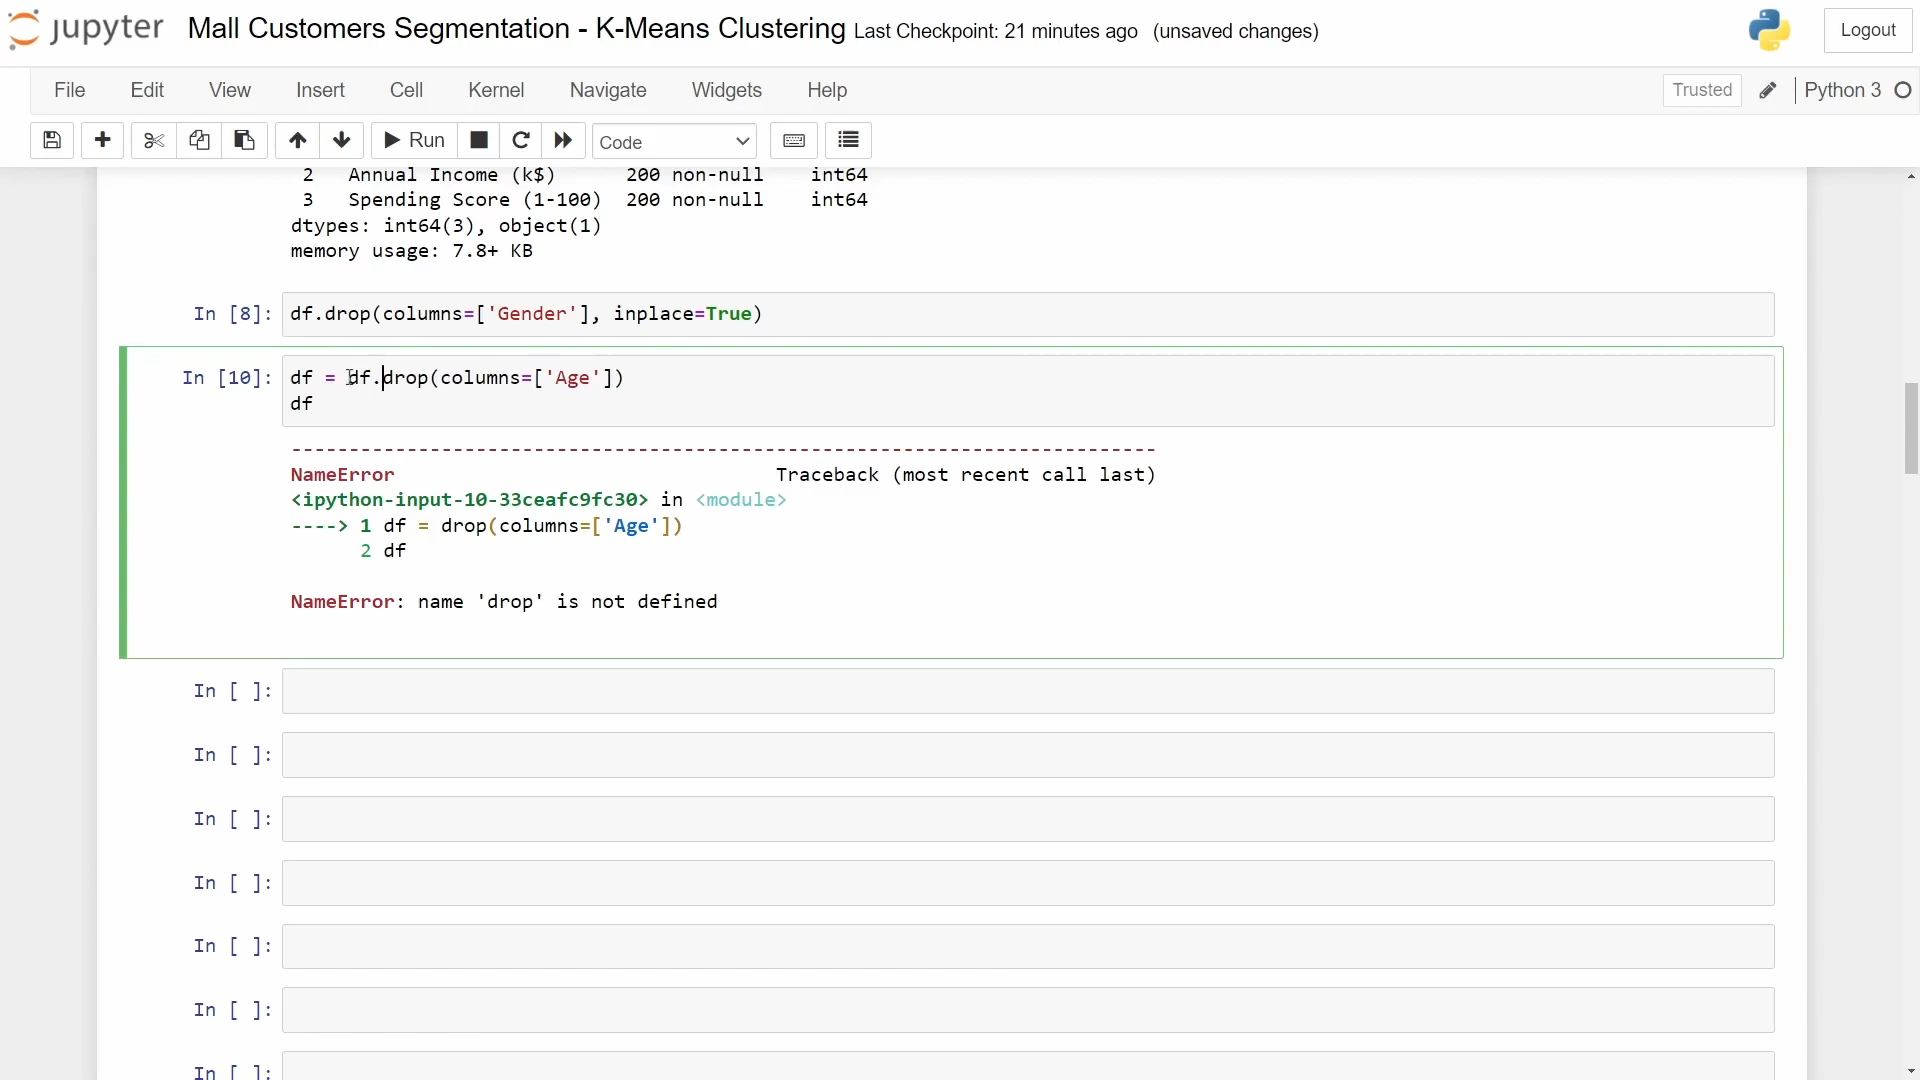 jupyter Mall Customers Segmentation - K-Means Clustering Last Checkpoint: 21 minutes ago (unsaved changes) Logout
File Edit View Insert Cell Kernel Navigate Widgets Help Trusted Python 3
Run Code
2 Annual Income (k$) 200 non-null int64
3 Spending Score (1-100) 200 non-null int64
dtypes: int64(3), object(1)
memory usage: 7.8+ KB
In [8]: df.drop(columns=['Gender'], inplace=True)
In [10]: df = df.drop(columns=['Age'])
df
---------------------------------------------------------------------------
NameError Traceback (most recent call last)
<ipython-input-10-33ceafc9fc30> in <module>
----> 1 df = drop(columns=['Age'])
2 df
NameError: name 'drop' is not defined
In [ ]:
In [ ]:
In [ ]:
In [ ]:
In [ ]:
In [ ]:
In [ ]: